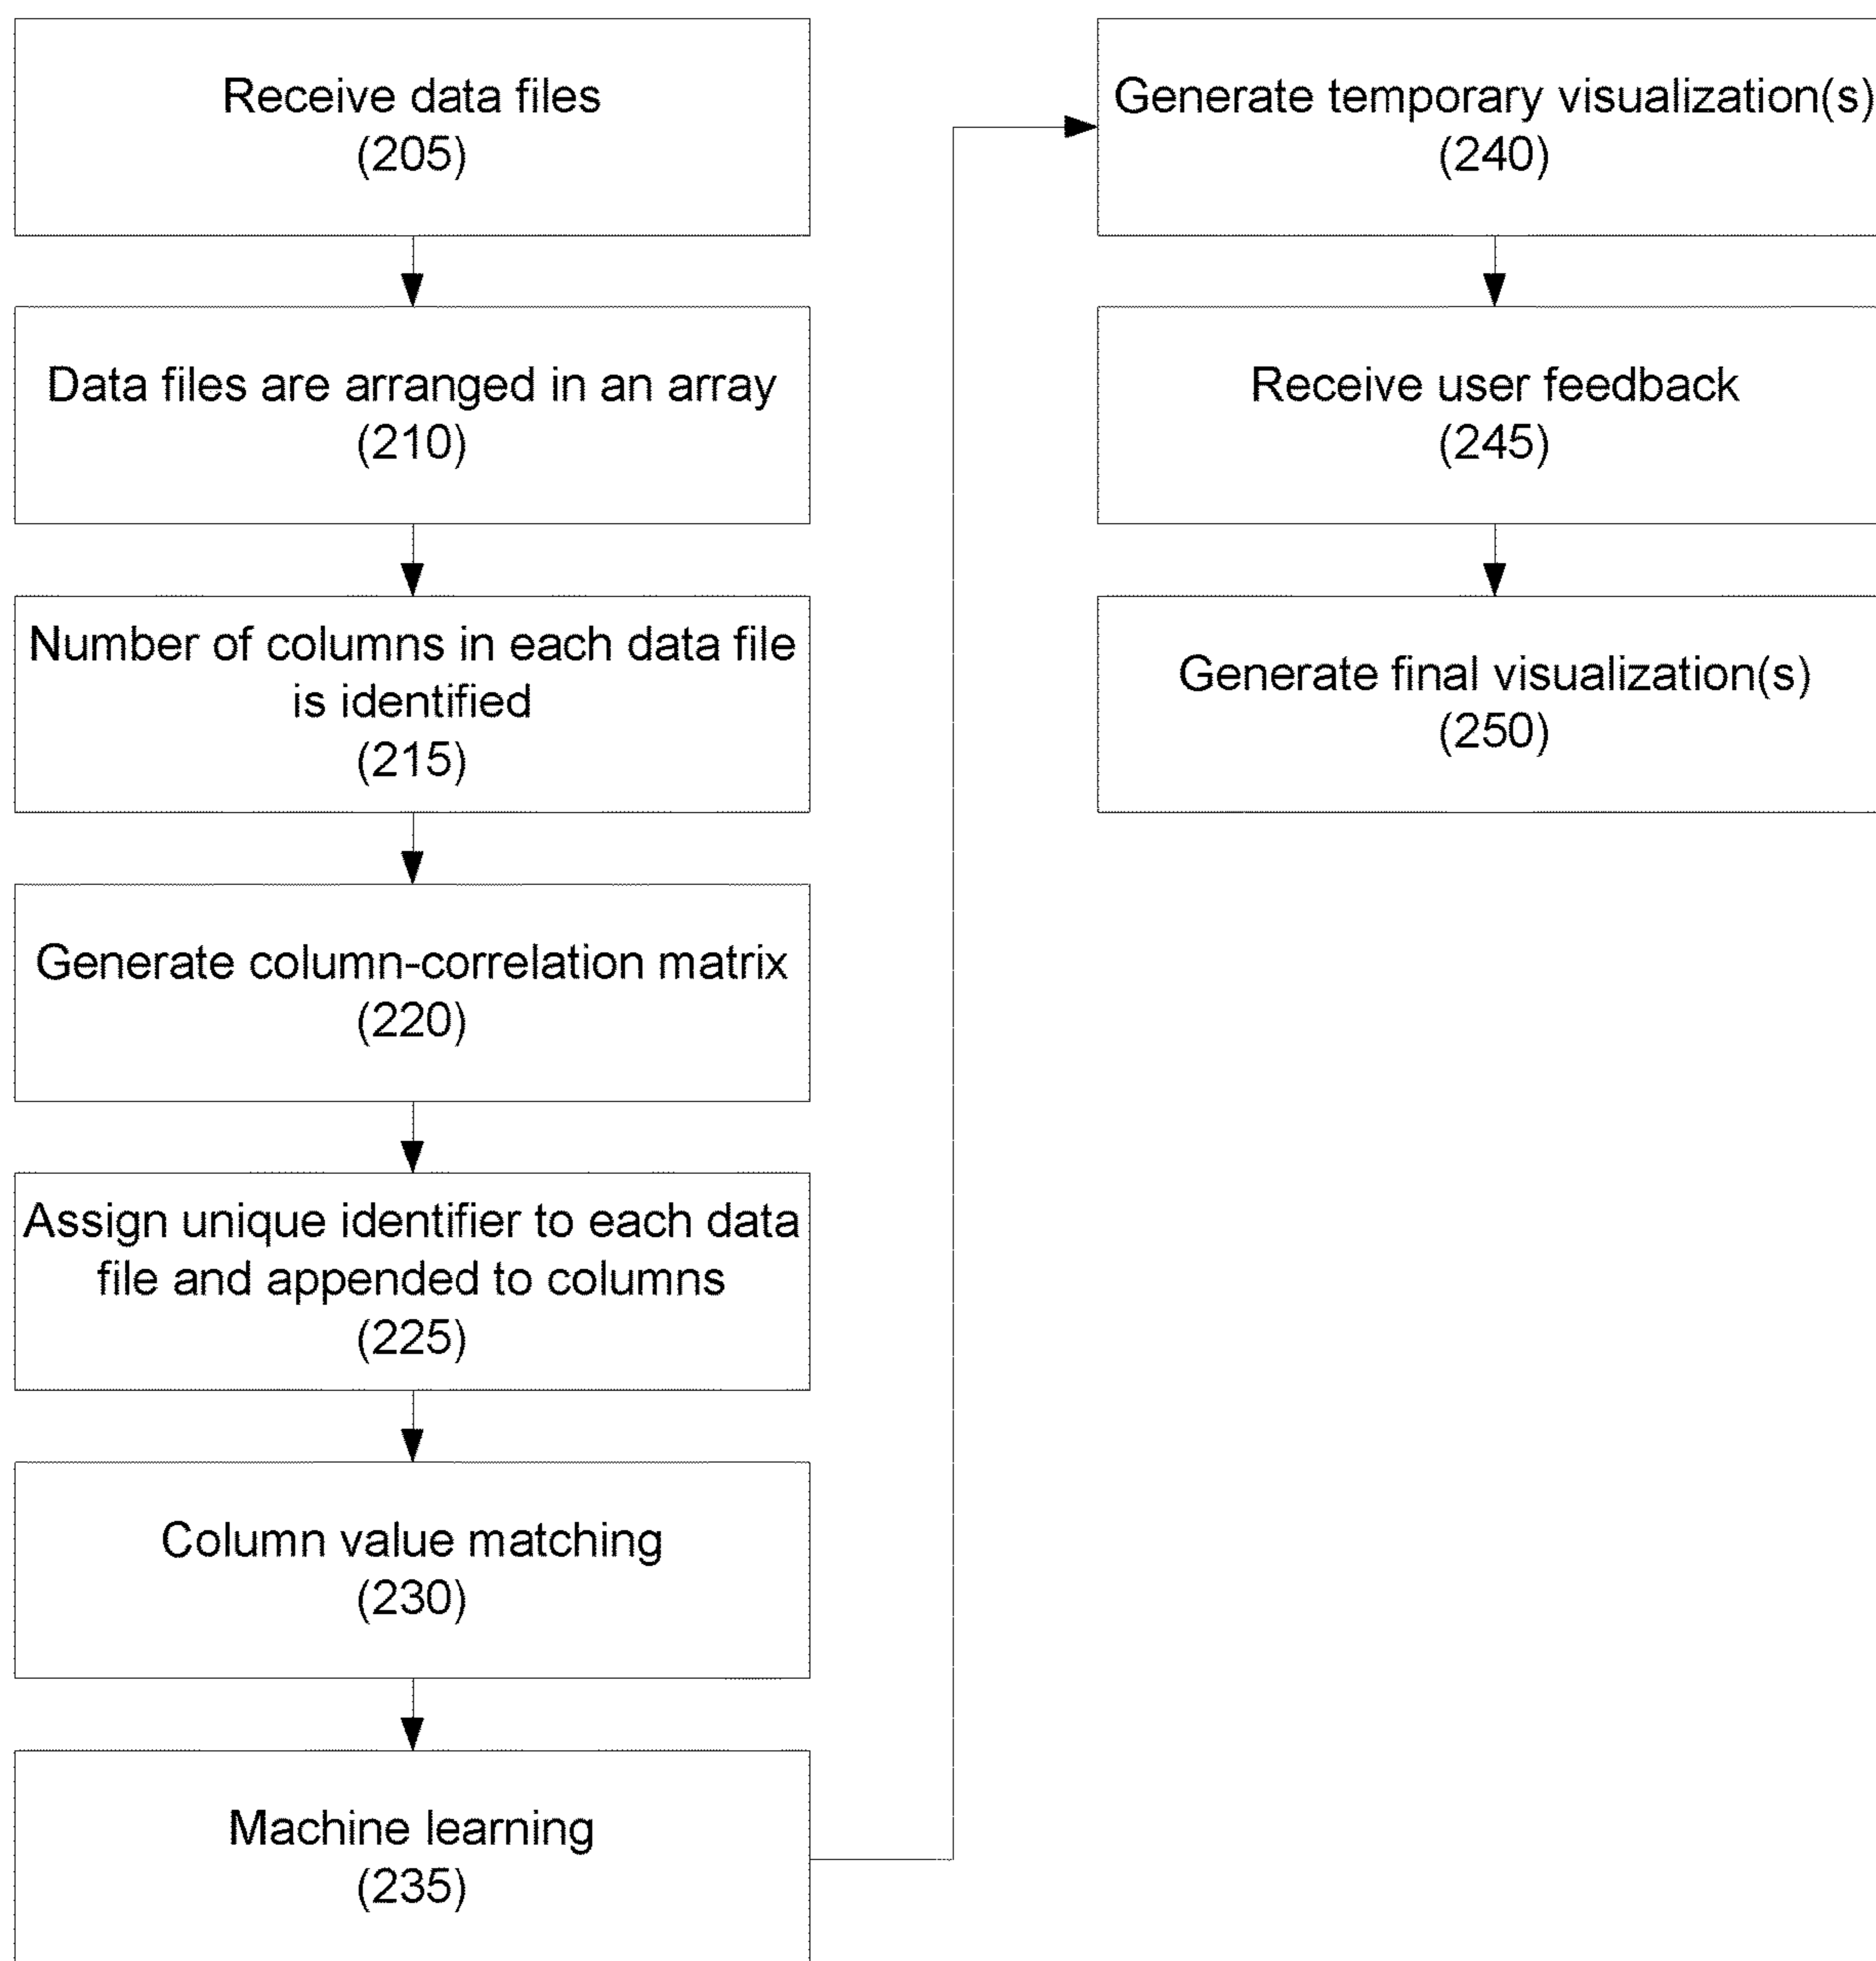 Receive data files
(205)
Data files are arranged in an array
(210)
Number of columns in each data file
is identified
(215)
Generate column-correlation matrix
(220)
Assign unique identifier to each data
file and appended to columns
(225)
Column value matching
(230)
Machine learning
(235)
Generate temporary visualization(s)
(240)
Receive user feedback
(245)
Generate final visualization(s)
(250)